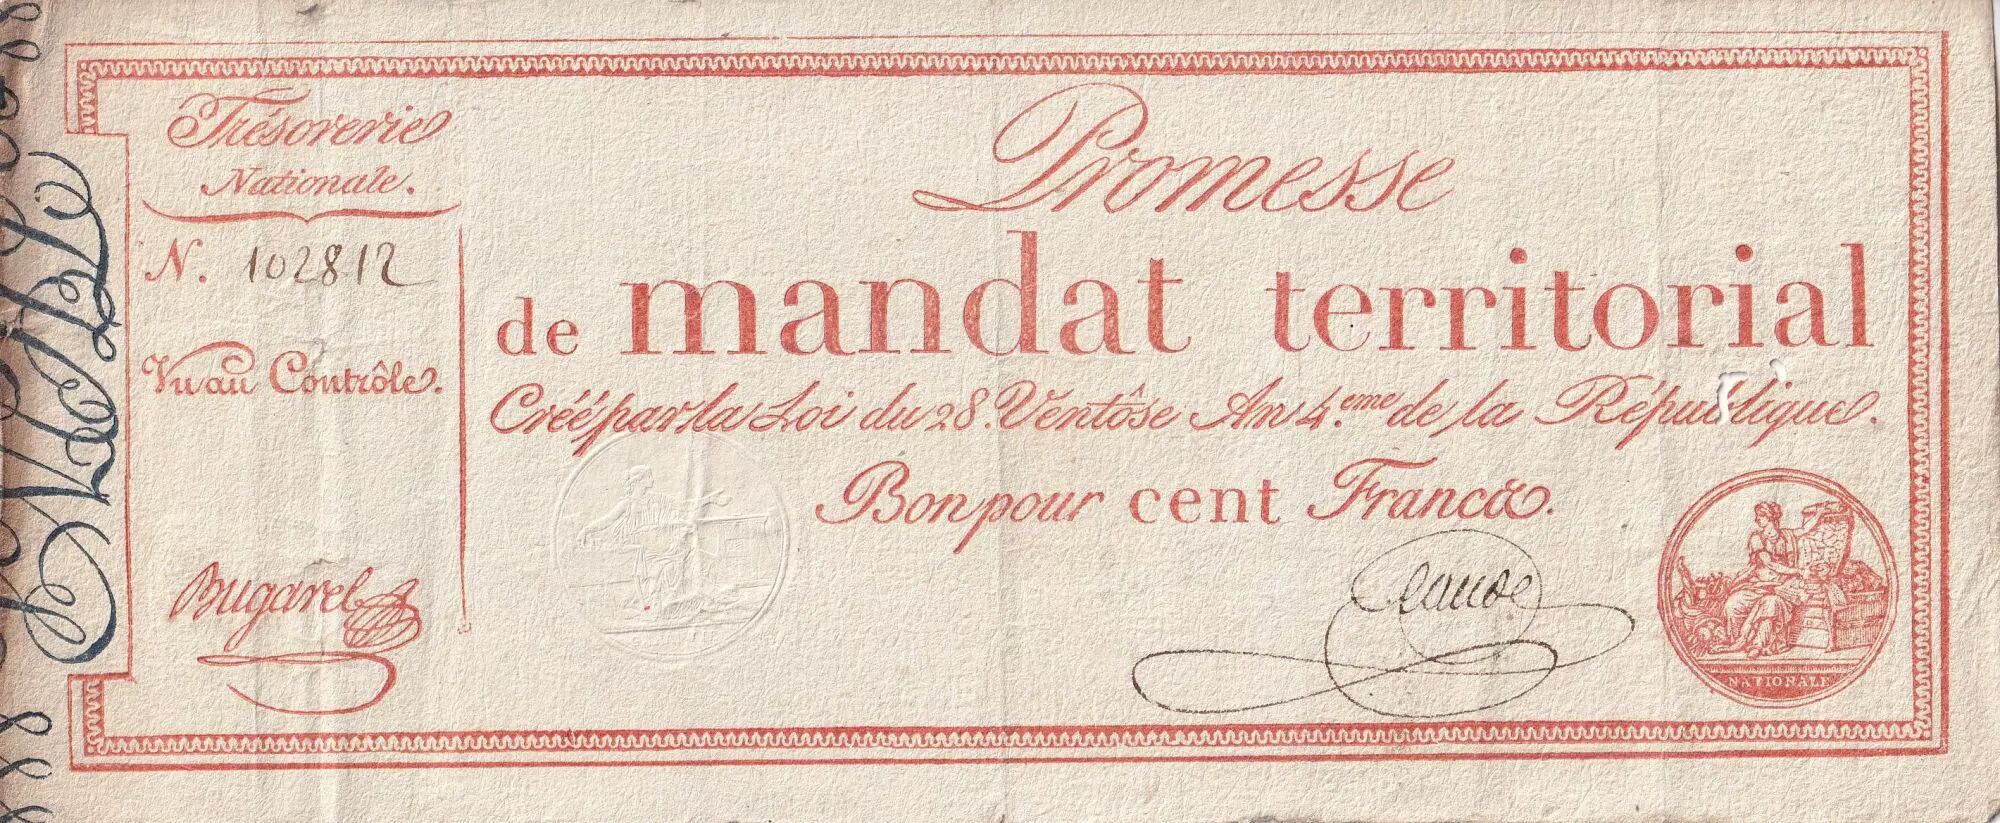 Trésorerie
Nationale.
N. 102812
Vu au Contrôle.
Bugarel
Promesse
de mandat territorial
Créé par la Loi du 28. Ventôse An 4.eme de la République.
Bon pour cent Francs.
NATIONALE